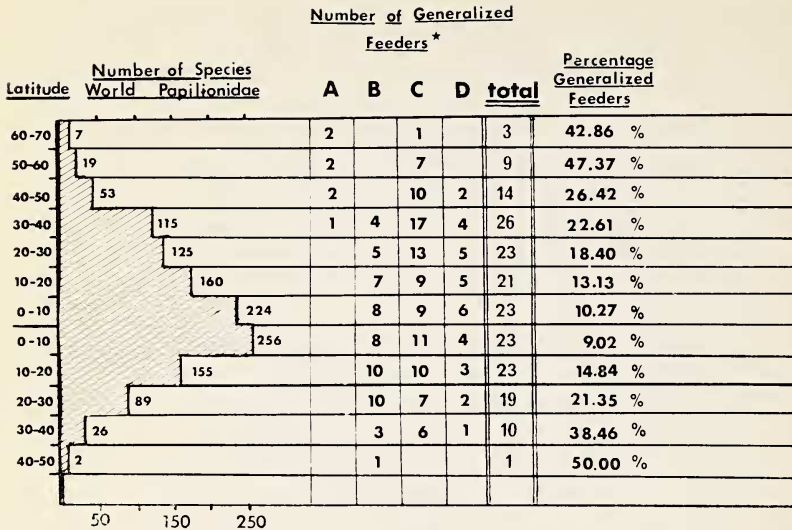 Number of Generalized
Feeders*
Latitude Number of Species World Papilionidae A B C D total Percentage Generalized Feeders
60-70 7 2 1 3 42.86 %
50-60 19 2 7 9 47.37 %
40-50 53 2 10 2 14 26.42 %
30-40 115 1 4 17 4 26 22.61 %
20-30 125 5 13 5 23 18.40 %
10-20 160 7 9 5 21 13.13 %
0-10 224 8 9 6 23 10.27 %
0-10 256 8 11 4 23 9.02 %
10-20 155 10 10 3 23 14.84 %
20-30 89 10 7 2 19 21.35 %
30-40 26 3 6 1 10 38.46 %
40-50 2 1 1 50.00 %
50 150 250